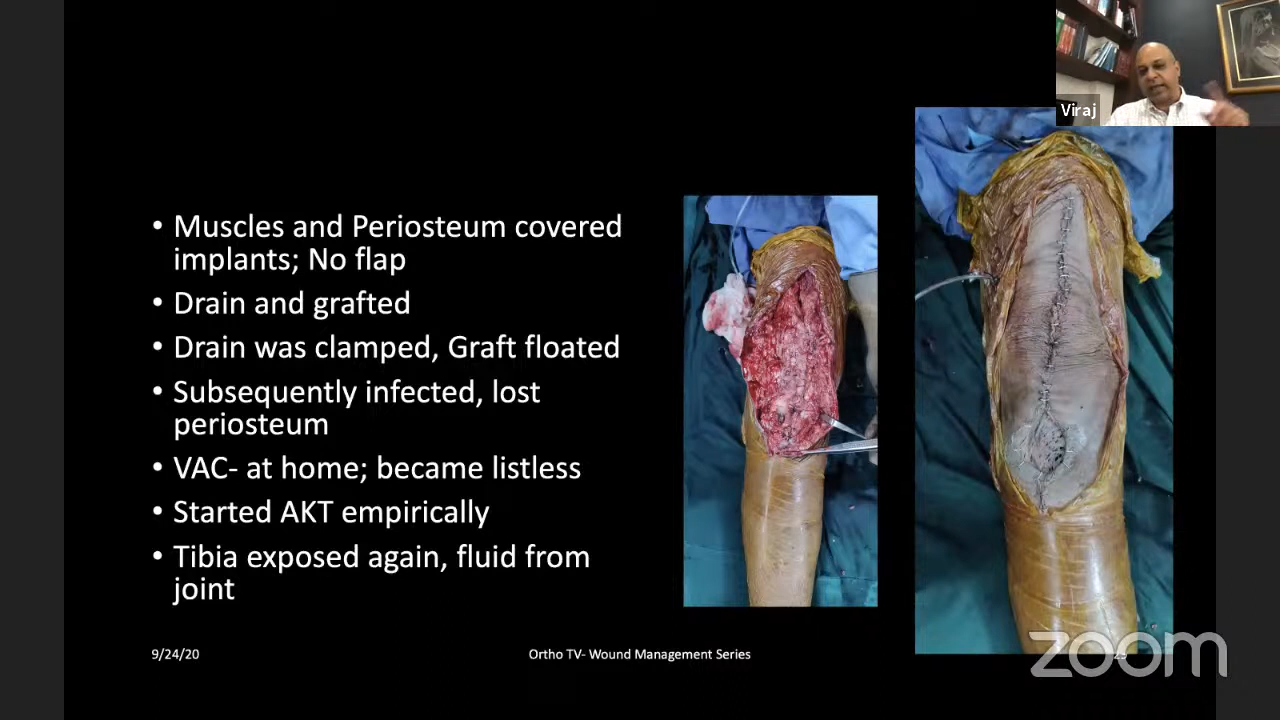 Viraj
• Muscles and Periosteum covered
implants; No flap
• Drain and grafted
• Drain was clamped, Graft floated
• Subsequently infected, lost
periosteum
• VAC- at home; became listless
• Started AKT empirically
• Tibia exposed again, fluid from
joint
9/24/20
Ortho TV- Wound Management Series
zoom